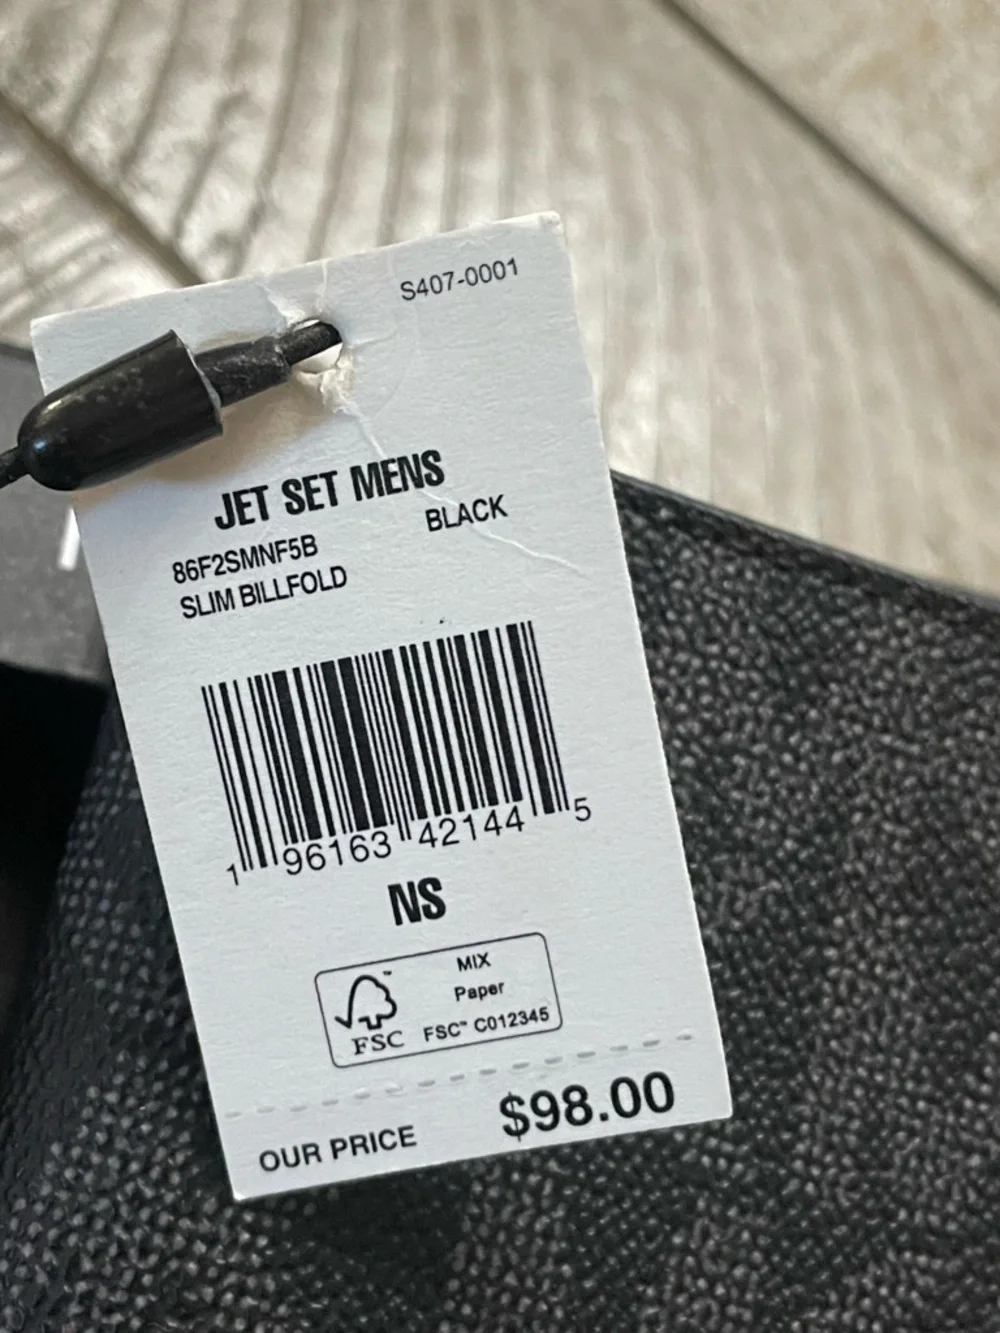 S407-0001
JET SET MENS
BLACK
86F2SMNF5B
SLIM BILLFOLD
1 96163 42144 5
NS
MIX
Paper
FSC™ C012345
FSC
OUR PRICE $98.00